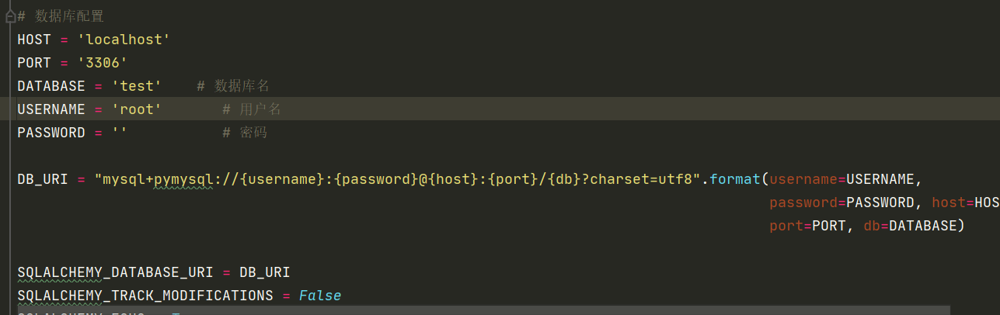 # 数据库配置
HOST = 'localhost'
PORT = '3306'
DATABASE = 'test'    # 数据库名
USERNAME = 'root'       # 用户名
PASSWORD = ''           # 密码
DB_URI = "mysql+pymysql://{username}:{password}@{host}:{port}/{db}?charset=utf8".format(username=USERNAME,
password=PASSWORD, host=HOS
port=PORT, db=DATABASE)
SQLALCHEMY_DATABASE_URI = DB_URI
SQLALCHEMY_TRACK_MODIFICATIONS = False